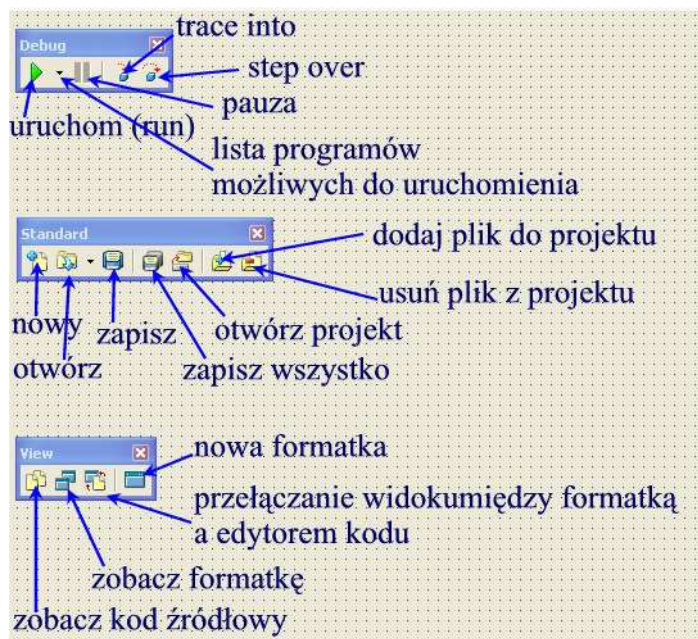 trace into
Debug
step over
pauza
uruchom (run)
lista programów
możliwych do uruchomienia
Standard
dodaj plik do projektu
usuń plik z projektu
nowy
zapisz
otwórz projekt
otwórz
zapisz wszystko
View
nowa formatka
przełączanie widokumiędzy formatką
a edytorem kodu
zobacz formatkę
zobacz kod źródłowy